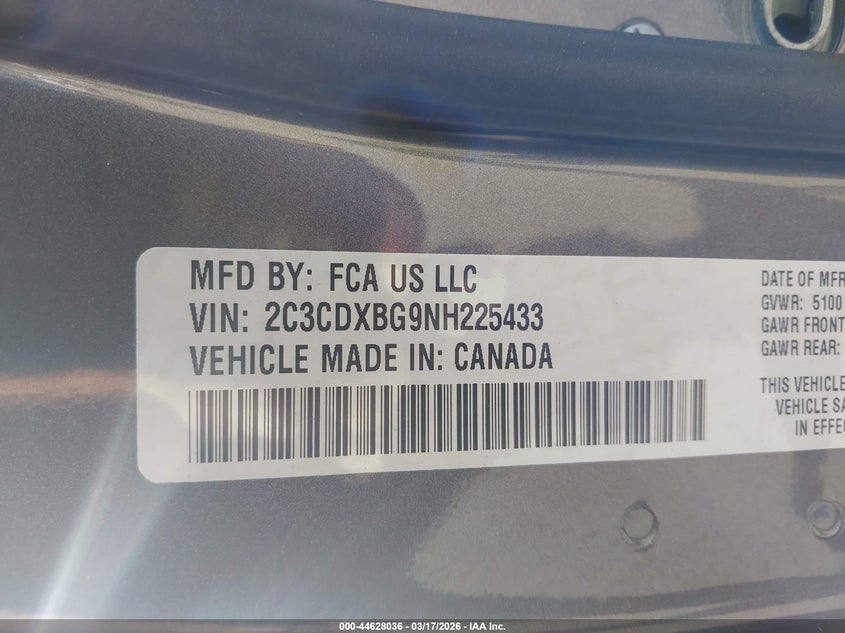 MFD BY: FCA US LLC
VIN: 2C3CDXBG9NH225433
VEHICLE MADE IN: CANADA
DATE OF MFR
GVWR: 5100
GAWR FRONT
GAWR REAR:
THIS VEHICLE
VEHICLE SA
IN EFFE
000-44628036 - 03/17/2026 - IAA Inc.